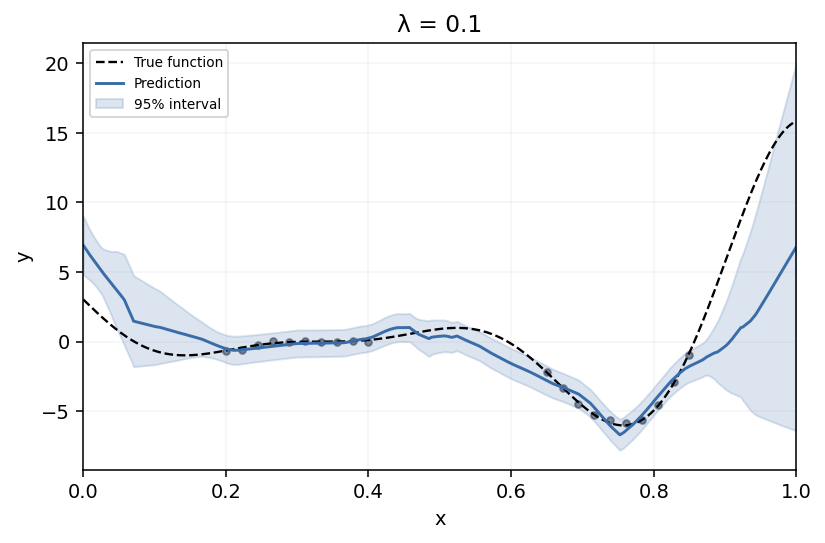 λ = 0.1
True function
Prediction
95% interval
y
20
15
10
5
0
−5
0.0 0.2 0.4 0.6 0.8 1.0
x